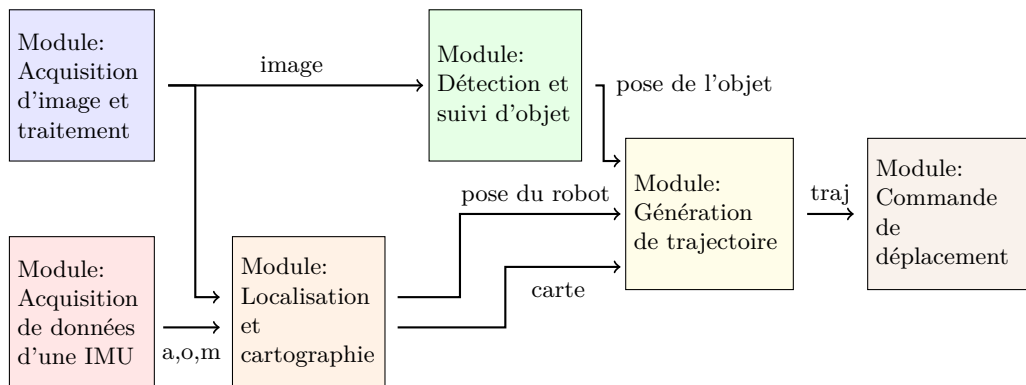 Module:
Acquisition
d'image et
traitement
image
Module:
Détection et
suivi d'objet
pose de l'objet
Module:
Génération
de trajectoire
traj
Module:
Commande
de
déplacement
pose du robot
carte
Module:
Acquisition
de données
d'une IMU
a,o,m
Module:
Localisation
et
cartographie